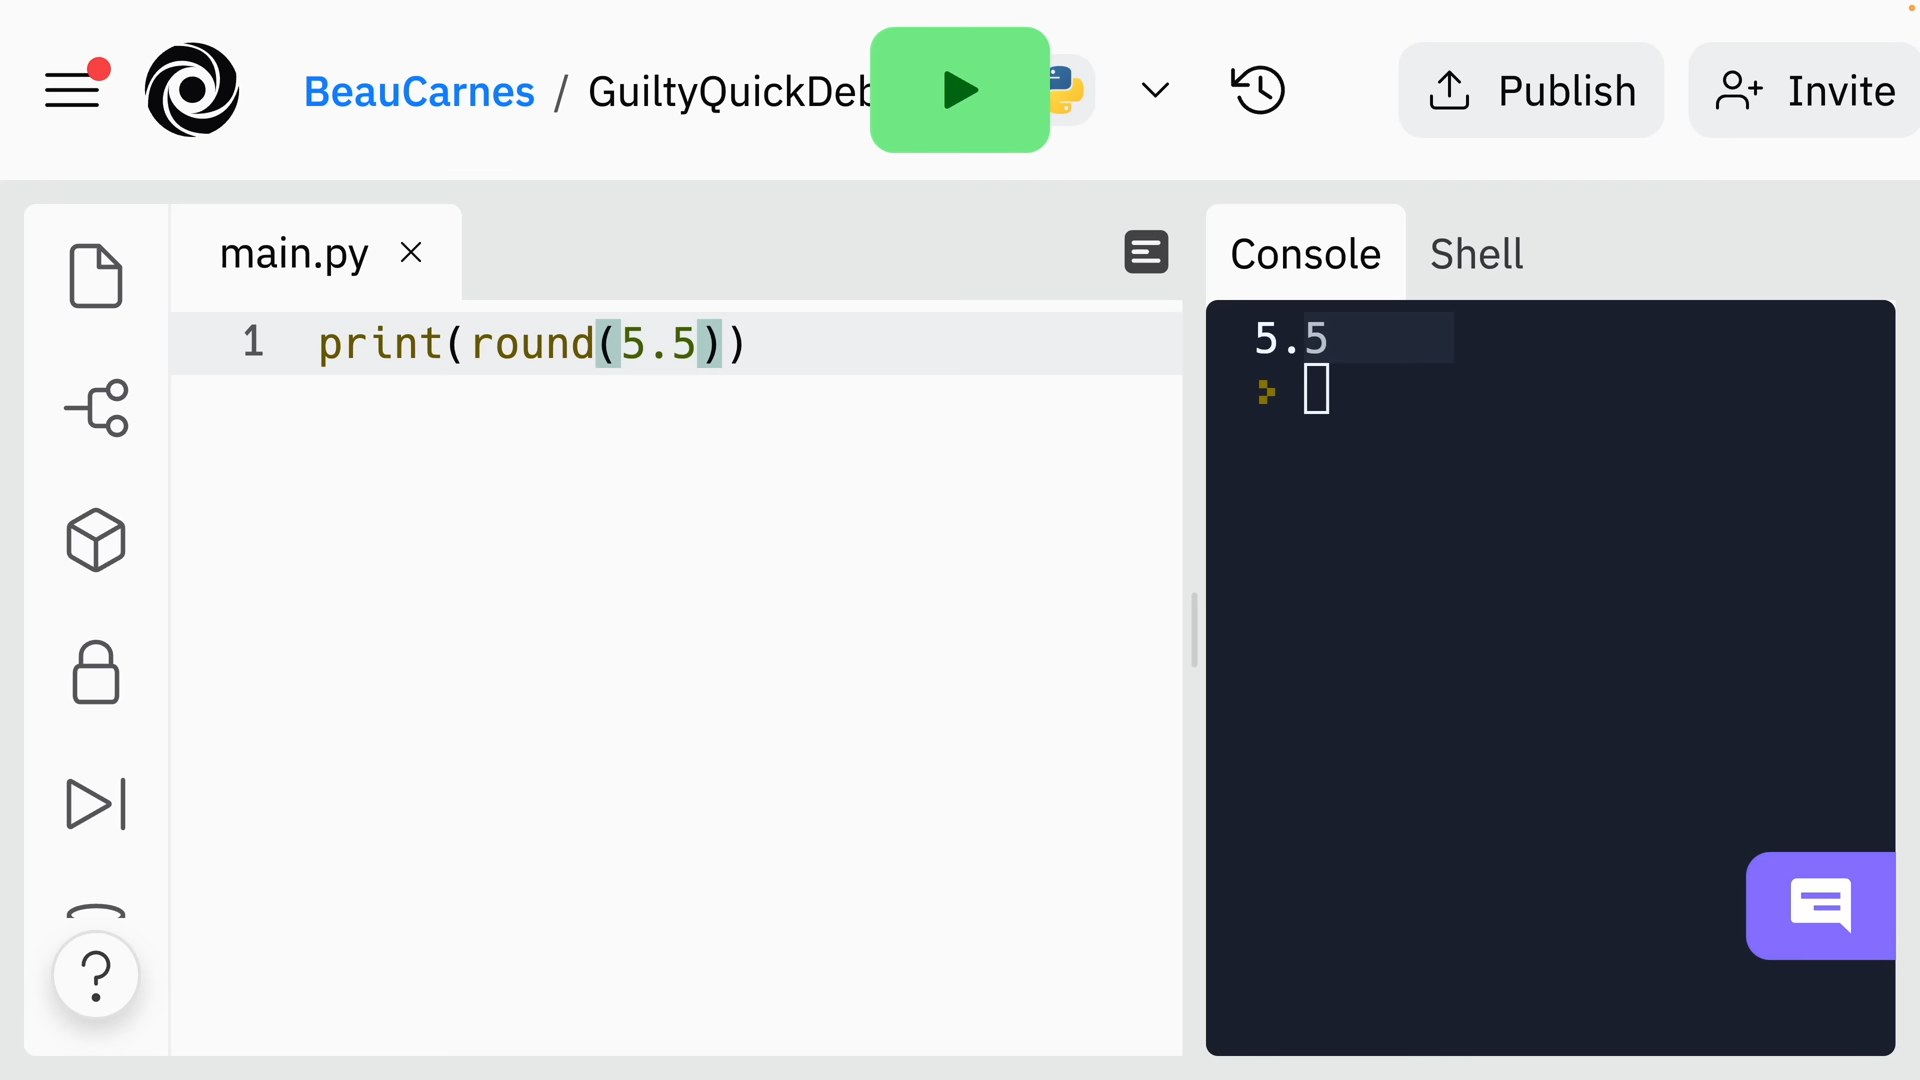 BeauCarnes / GuiltyQuickDeb
Publish
Invite
main.py
Console
Shell
1 print(round(5.5))
5.5
?